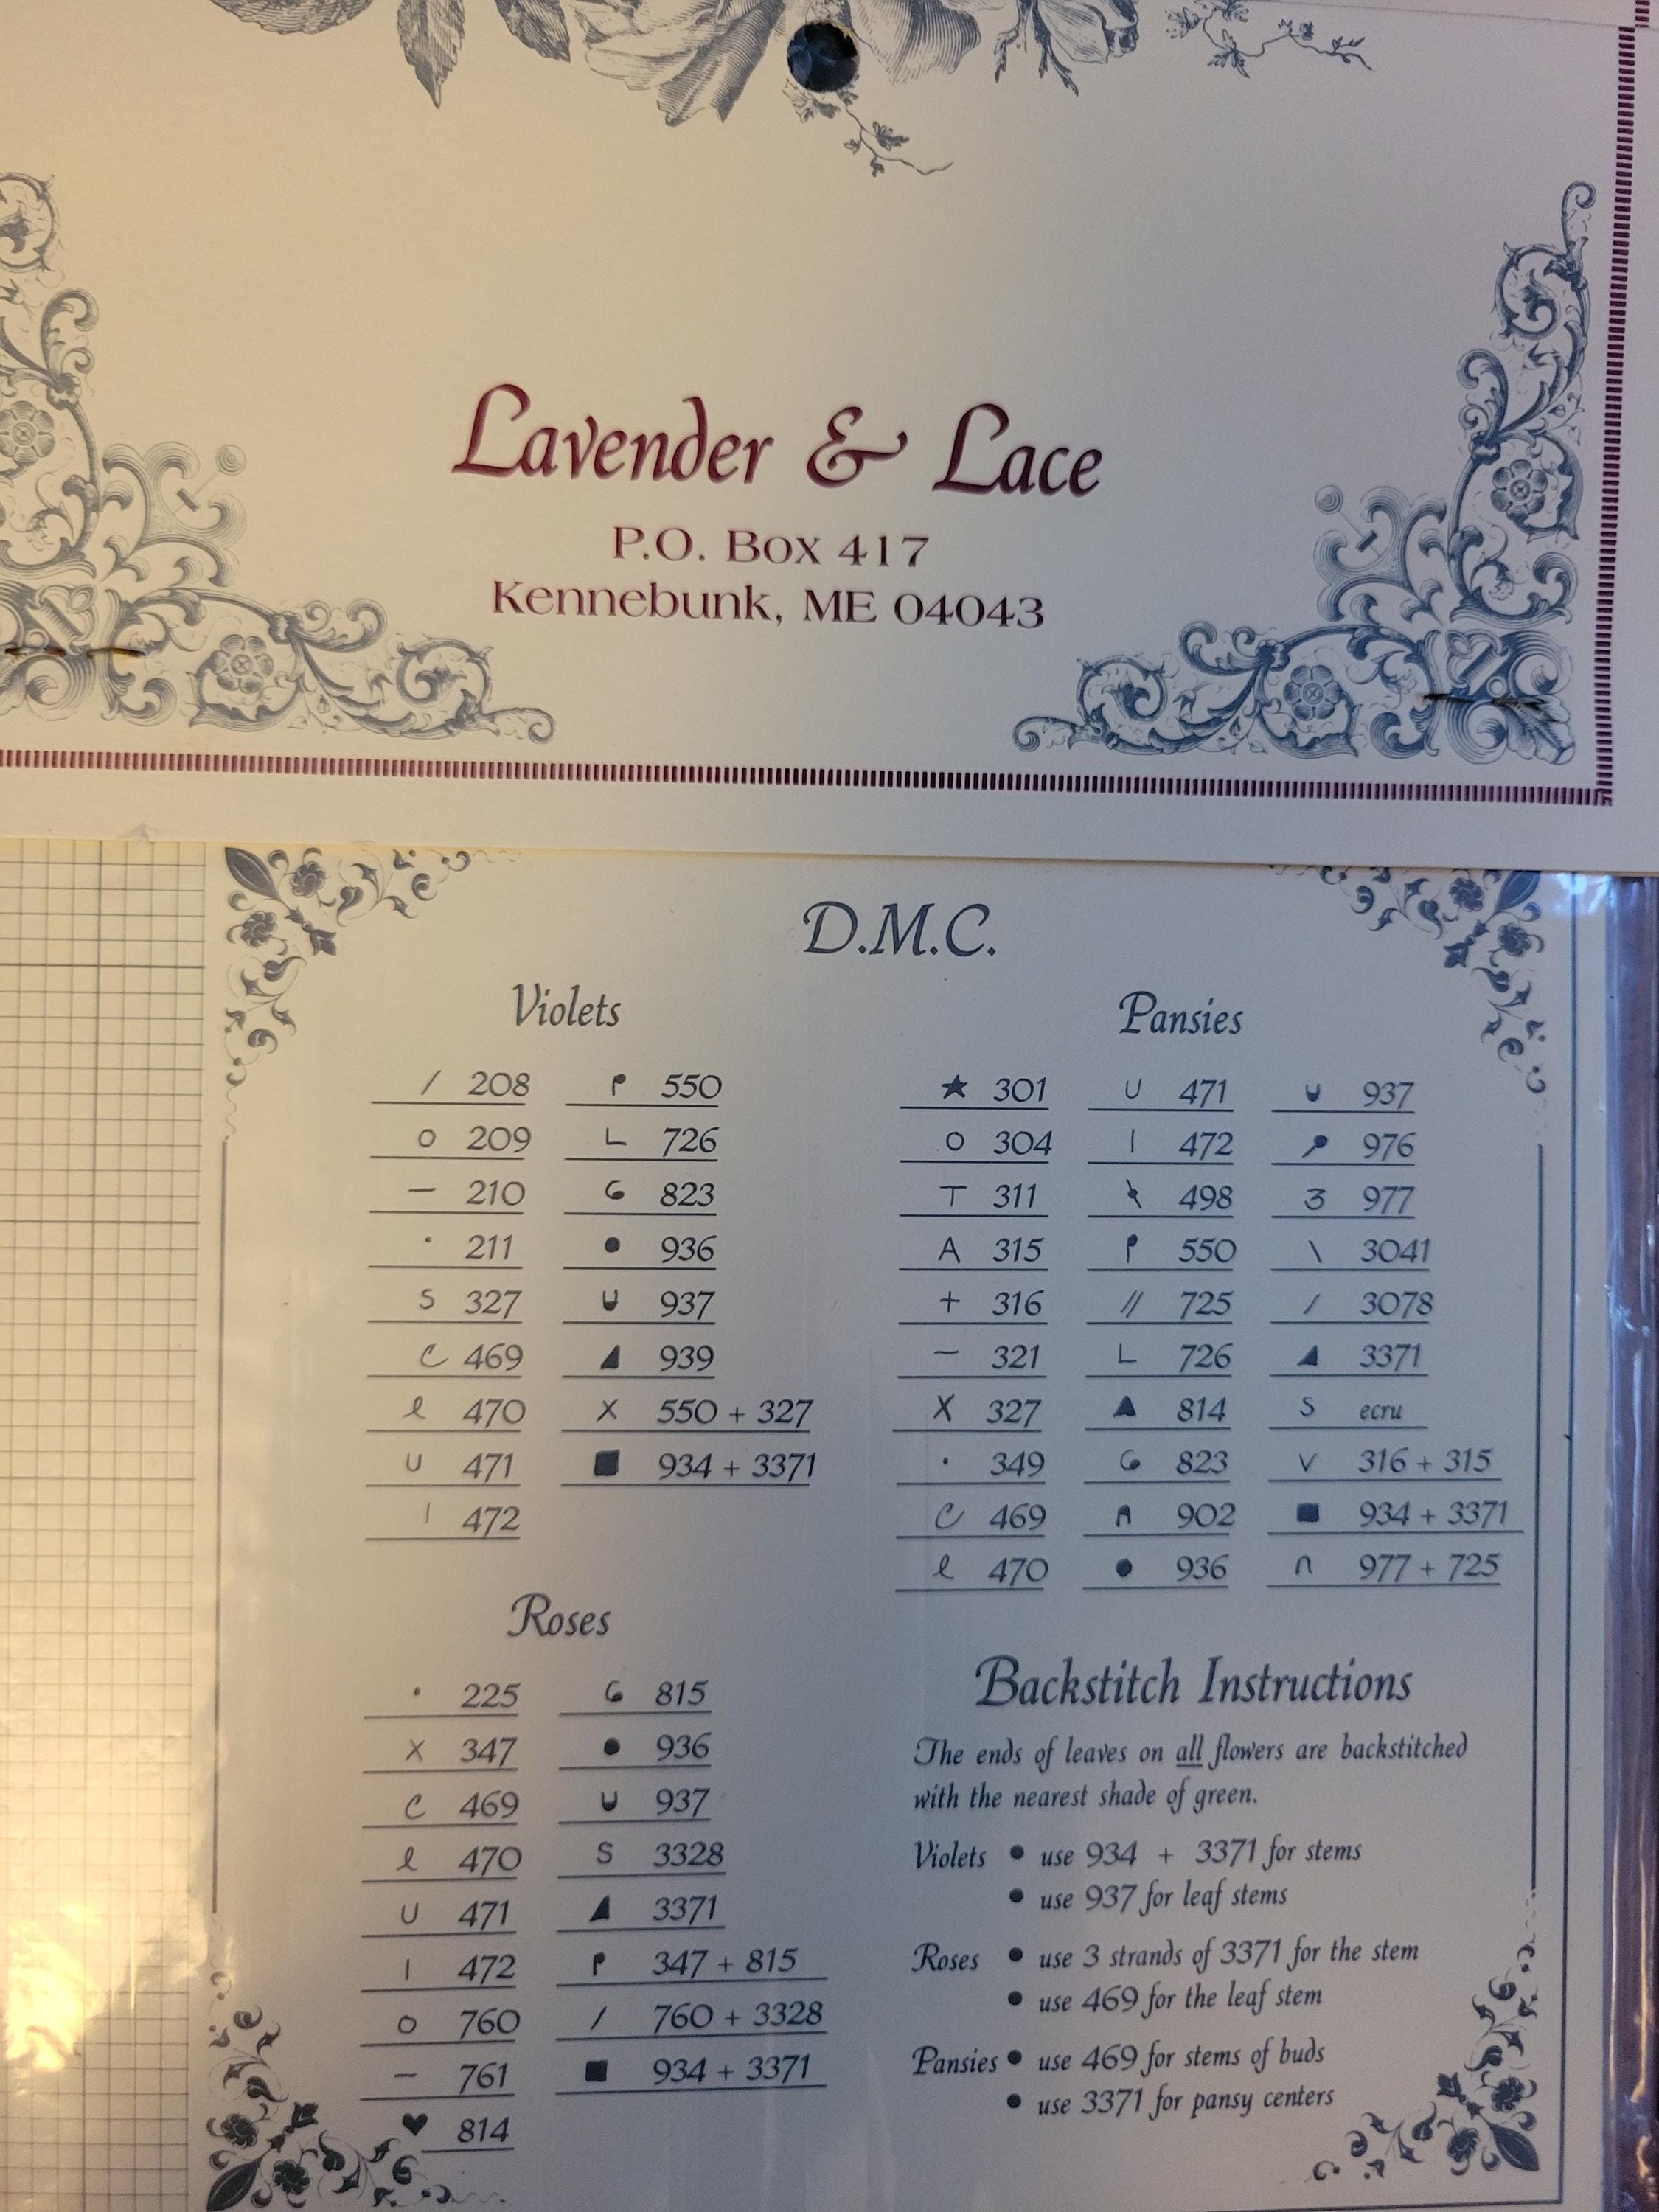 Lavender & Lace
P.O. Box 417
Kennebunk, ME 04043
D.M.C.
Violets
/ 208
o 209
— 210
· 211
s 327
c 469
e 470
u 471
| 472
p 550
L 726
G 823
● 936
u 937
◢ 939
x 550 + 327
■ 934 + 3371
Pansies
★ 301
o 304
T 311
A 315
+ 316
— 321
X 327
· 349
c 469
e 470
U 471
| 472
498
p 550
// 725
L 726
▲ 814
G 823
902
● 936
u 937
976
3 977
\ 3041
/ 3078
◢ 3371
s ecru
v 316 + 315
■ 934 + 3371
∩ 977 + 725
Roses
· 225
x 347
c 469
e 470
U 471
| 472
o 760
— 761
♥ 814
G 815
● 936
u 937
S 3328
◢ 3371
p 347 + 815
/ 760 + 3328
■ 934 + 3371
Backstitch Instructions
The ends of leaves on all flowers are backstitched
with the nearest shade of green.
Violets • use 934 + 3371 for stems
• use 937 for leaf stems
Roses • use 3 strands of 3371 for the stem
• use 469 for the leaf stem
Pansies • use 469 for stems of buds
• use 3371 for pansy centers